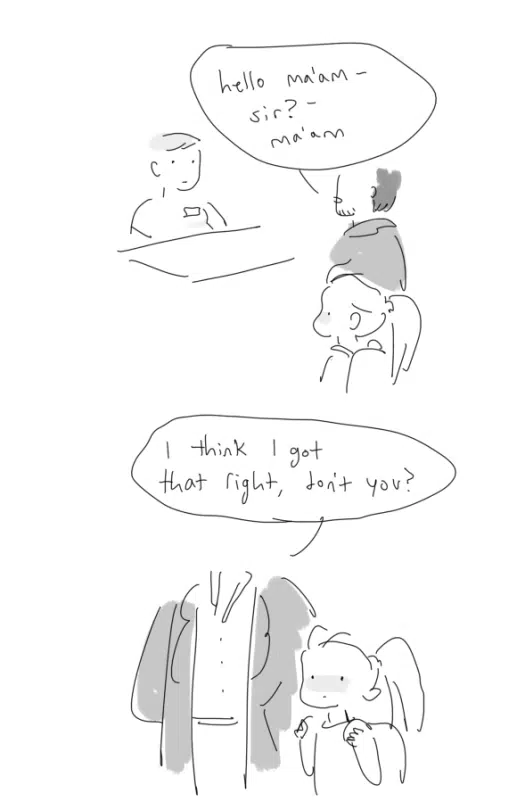 hello ma'am -
sir? -
ma'am
I think I got
that right, don't you?